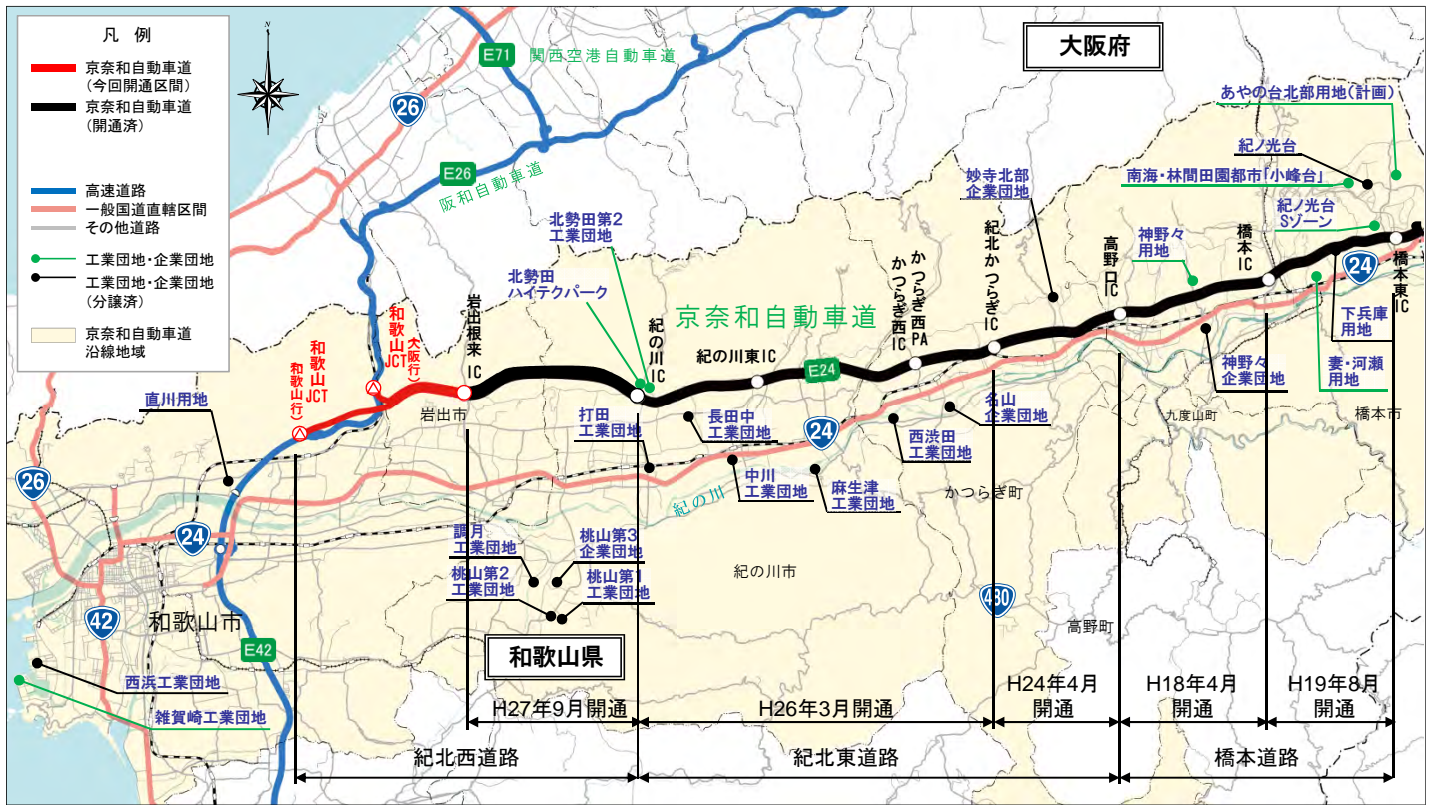 凡 例
京奈和自動車道
(今回開通区間)
京奈和自動車道
(開通済)
高速道路
一般国道直轄区間
その他道路
工業団地・企業団地
工業団地・企業団地
(分譲済)
京奈和自動車道
沿線地域
N
E71
関西空港自動車道
26
E26
阪和自動車道
大阪府
あやの台北部用地(計画)
紀ノ光台
南海・林間田園都市「小峰台」
紀ノ光台
Sゾーン
妙寺北部
企業団地
北勢田第2
工業団地
北勢田
ハイテクパーク
神野々
用地
橋本
IC
高野口
IC
紀北かつらぎ
IC
かつらぎ西PA
かつらぎ西IC
24
橋本東IC
下兵庫
用地
京奈和自動車道
E24
紀の川東IC
紀の川
IC
岩出根来
IC
和歌山
JCT
(大阪行)
和歌山
JCT
(和歌山行)
直川用地
岩出市
打田
工業団地
長田中
工業団地
24
中川
工業団地
麻生津
工業団地
西渋田
工業団地
名山
企業団地
かつらぎ町
神野々
企業団地
九度山町
妻・河瀬
用地
橋本市
紀の川
26
24
調月
工業団地
桃山第3
企業団地
桃山第2
工業団地
桃山第1
工業団地
紀の川市
480
高野町
42
和歌山市
E42
和歌山県
西浜工業団地
雑賀崎工業団地
H27年9月開通
H26年3月開通
H24年4月
開通
H18年4月
開通
H19年8月
開通
紀北西道路
紀北東道路
橋本道路